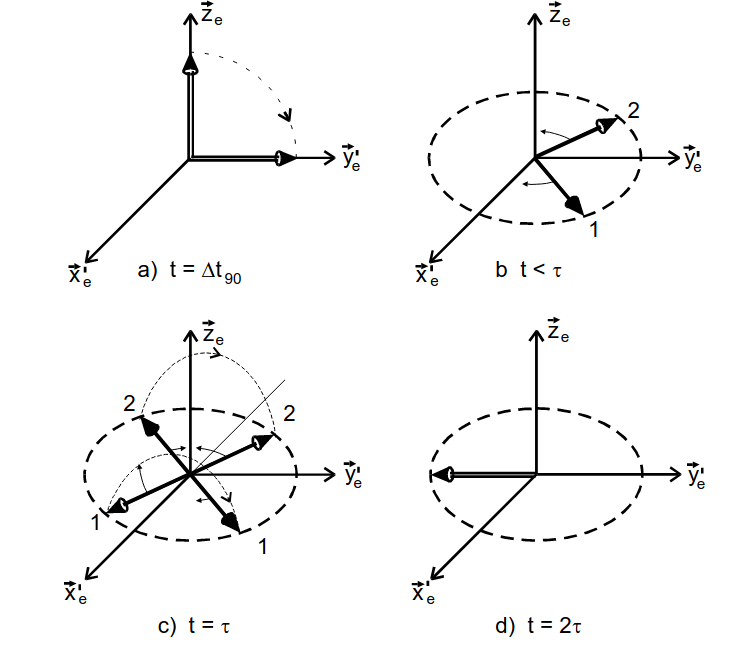 z⃗e
y⃗'e
x⃗'e
a) t = Δt90
z⃗e
2
y⃗'e
1
x⃗'e
b t < τ
z⃗e
2
2
y⃗'e
1
1
x⃗'e
c) t = τ
z⃗e
y⃗'e
x⃗'e
d) t = 2τ